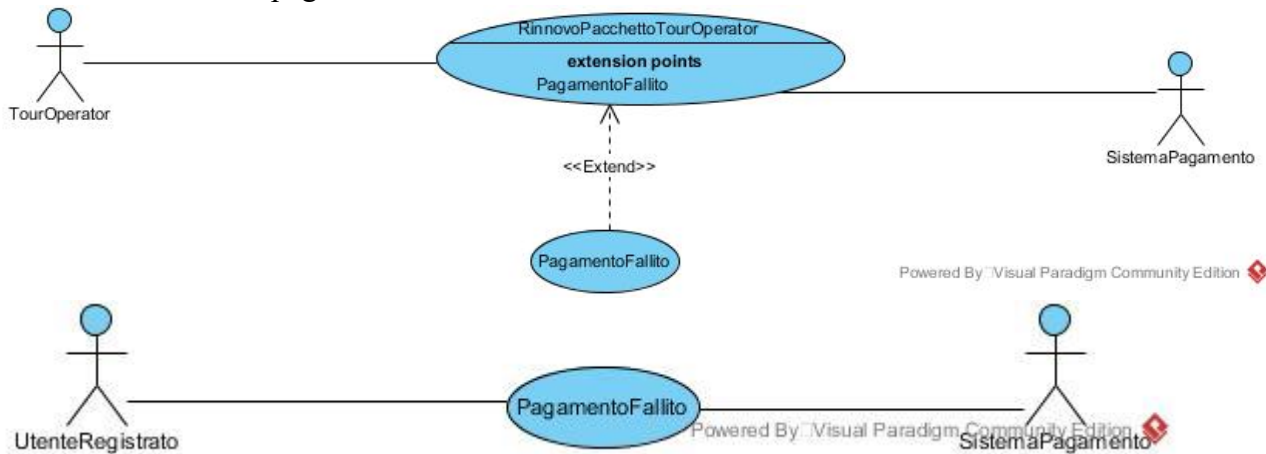 pag
RinnovoPacchettoTourOperator
extension points
PagamentoFallito
TourOperator
SistemaPagamento
<<Extend>>
PagamentoFallito
Powered By Visual Paradigm Community Edition
PagamentoFallito
UtenteRegistrato
SistemaPagamento
Powered By Visual Paradigm Community Edition